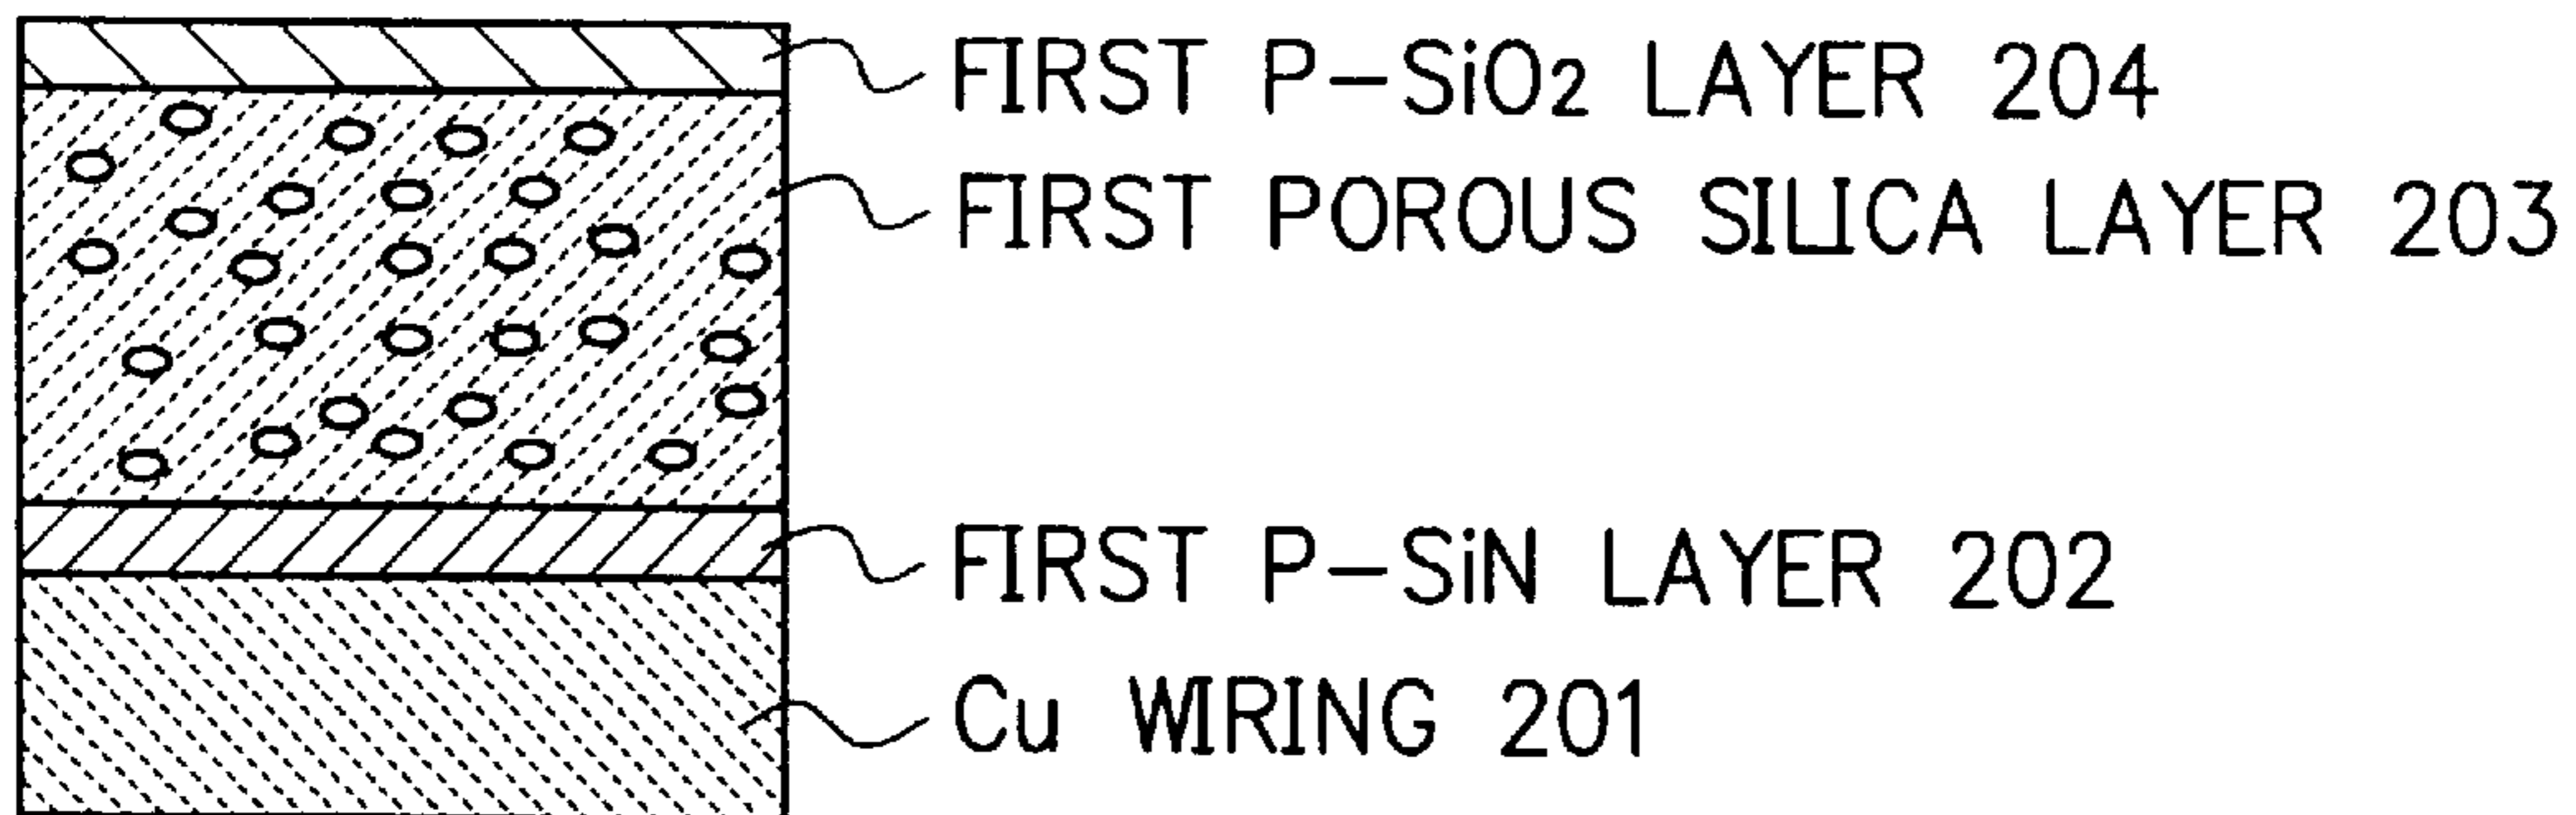 FIRST P-SiO2 LAYER 204
FIRST POROUS SILICA LAYER 203
FIRST P-SiN LAYER 202
Cu WIRING 201